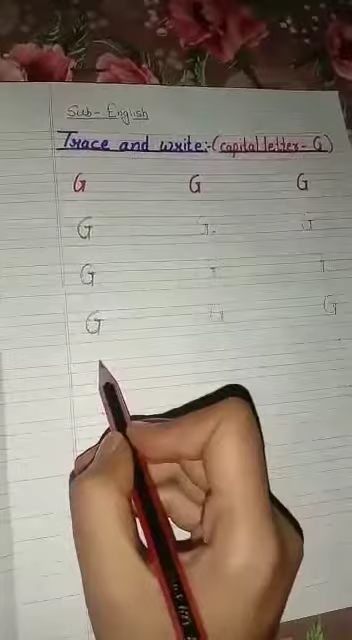 Sub- English
Trace and write:- (capital letter - G)
G G G
G G G
G
G G G